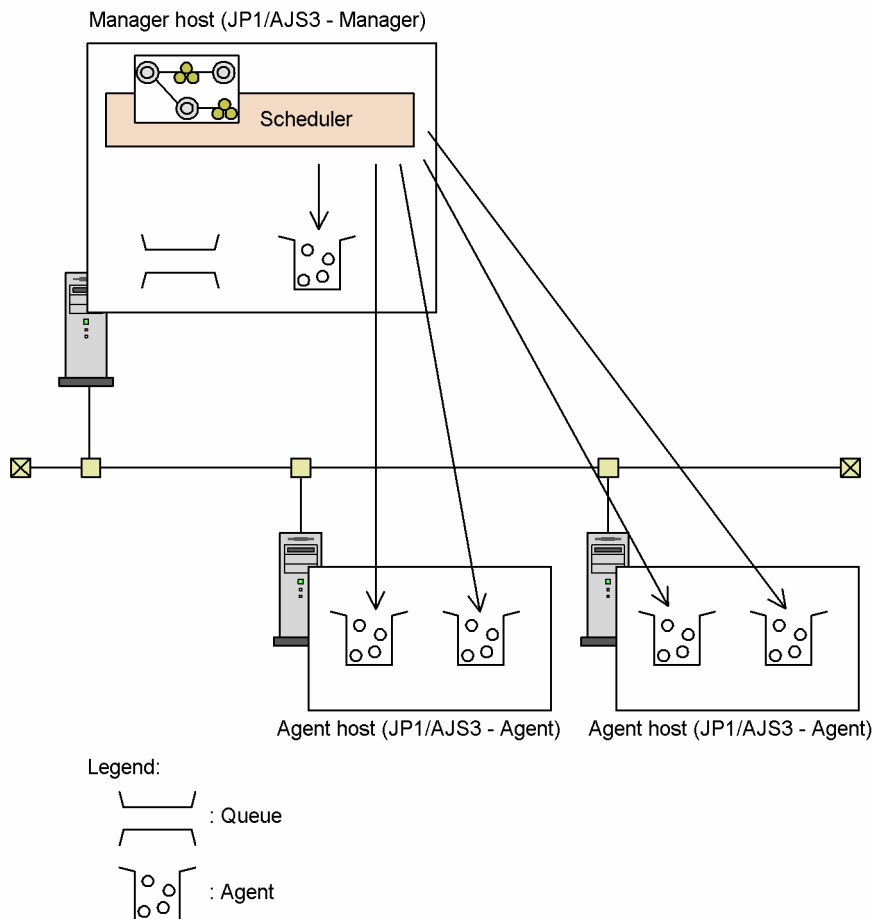 Manager host (JP1/AJS3 - Manager)
Scheduler
Agent host (JP1/AJS3 - Agent)
Agent host (JP1/AJS3 - Agent)
Legend:
: Queue
: Agent